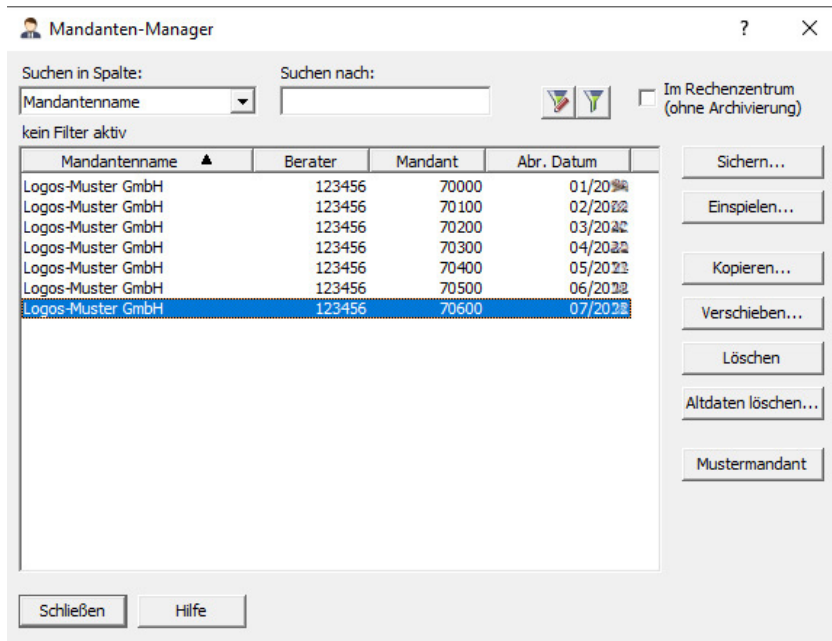 Mandanten-Manager
Suchen in Spalte:
Suchen nach:
Mandantenname
Im Rechenzentrum
(ohne Archivierung)
kein Filter aktiv
Mandantenname Berater Mandant Abr. Datum
Logos-Muster GmbH 123456 70000
Logos-Muster GmbH 123456 70100
Logos-Muster GmbH 123456 70200
Logos-Muster GmbH 123456 70300
Logos-Muster GmbH 123456 70400
Logos-Muster GmbH 123456 70500
Logos-Muster GmbH 123456 70600
Sichern...
Einspielen...
Kopieren...
Verschieben...
Löschen
Altdaten löschen...
Mustermandant
Schließen
Hilfe